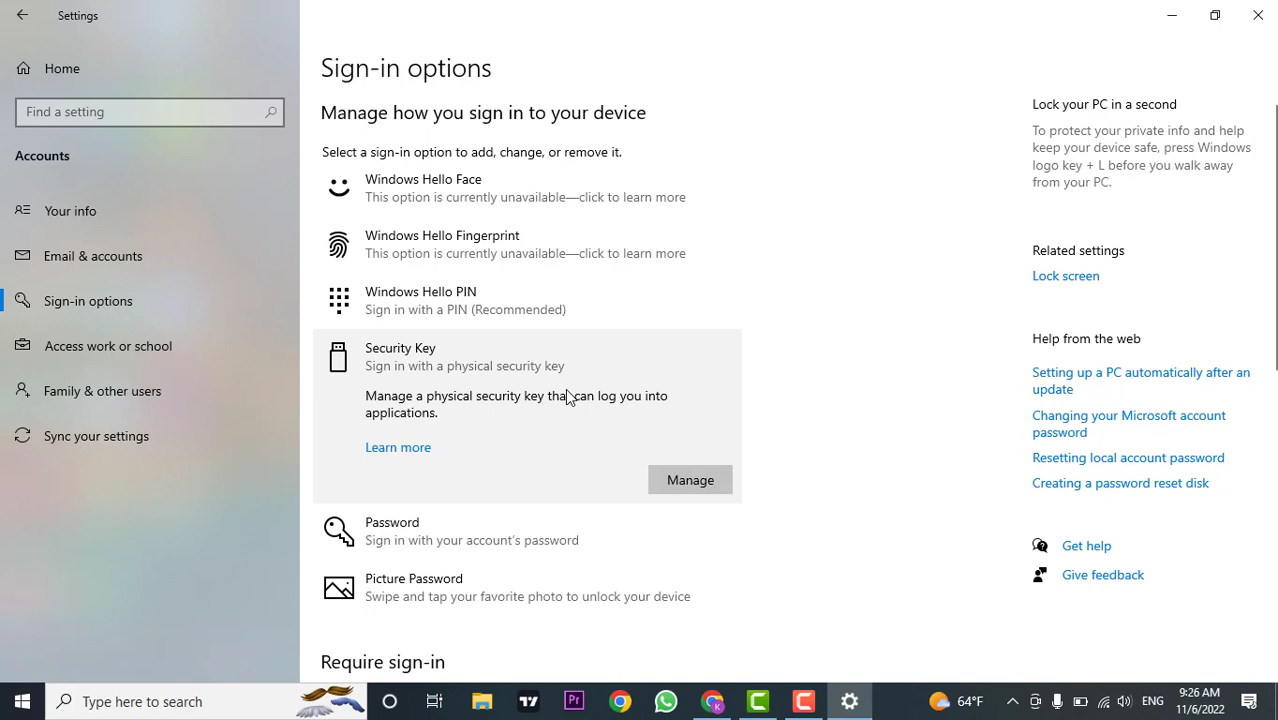 Settings
Home
Find a setting
Accounts
Your info
Email & accounts
Sign-in options
Access work or school
Family & other users
Sync your settings
Sign-in options
Manage how you sign in to your device
Select a sign-in option to add, change, or remove it.
Windows Hello Face
This option is currently unavailable—click to learn more
Windows Hello Fingerprint
This option is currently unavailable—click to learn more
Windows Hello PIN
Sign in with a PIN (Recommended)
Security Key
Sign in with a physical security key
Manage a physical security key that can log you into
applications.
Learn more
Manage
Password
Sign in with your account's password
Picture Password
Swipe and tap your favorite photo to unlock your device
Require sign-in
Lock your PC in a second
To protect your private info and help
keep your device safe, press Windows
logo key + L before you walk away
from your PC.
Related settings
Lock screen
Help from the web
Setting up a PC automatically after an
update
Changing your Microsoft account
password
Resetting local account password
Creating a password reset disk
Get help
Give feedback
Type here to search
Pr
K
C
C
64°F
ENG
9:26 AM
11/6/2022